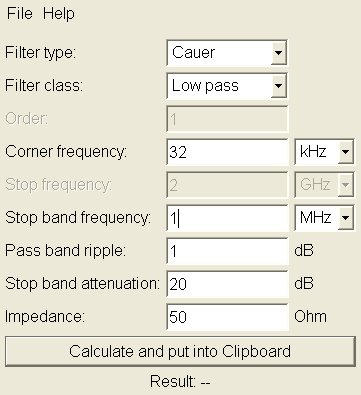 File Help
Filter type: Cauer
Filter class: Low pass
Order: 1
Corner frequency: 32 kHz
Stop frequency: 2 GHz
Stop band frequency: 1 MHz
Pass band ripple: 1 dB
Stop band attenuation: 20 dB
Impedance: 50 Ohm
Calculate and put into Clipboard
Result: --